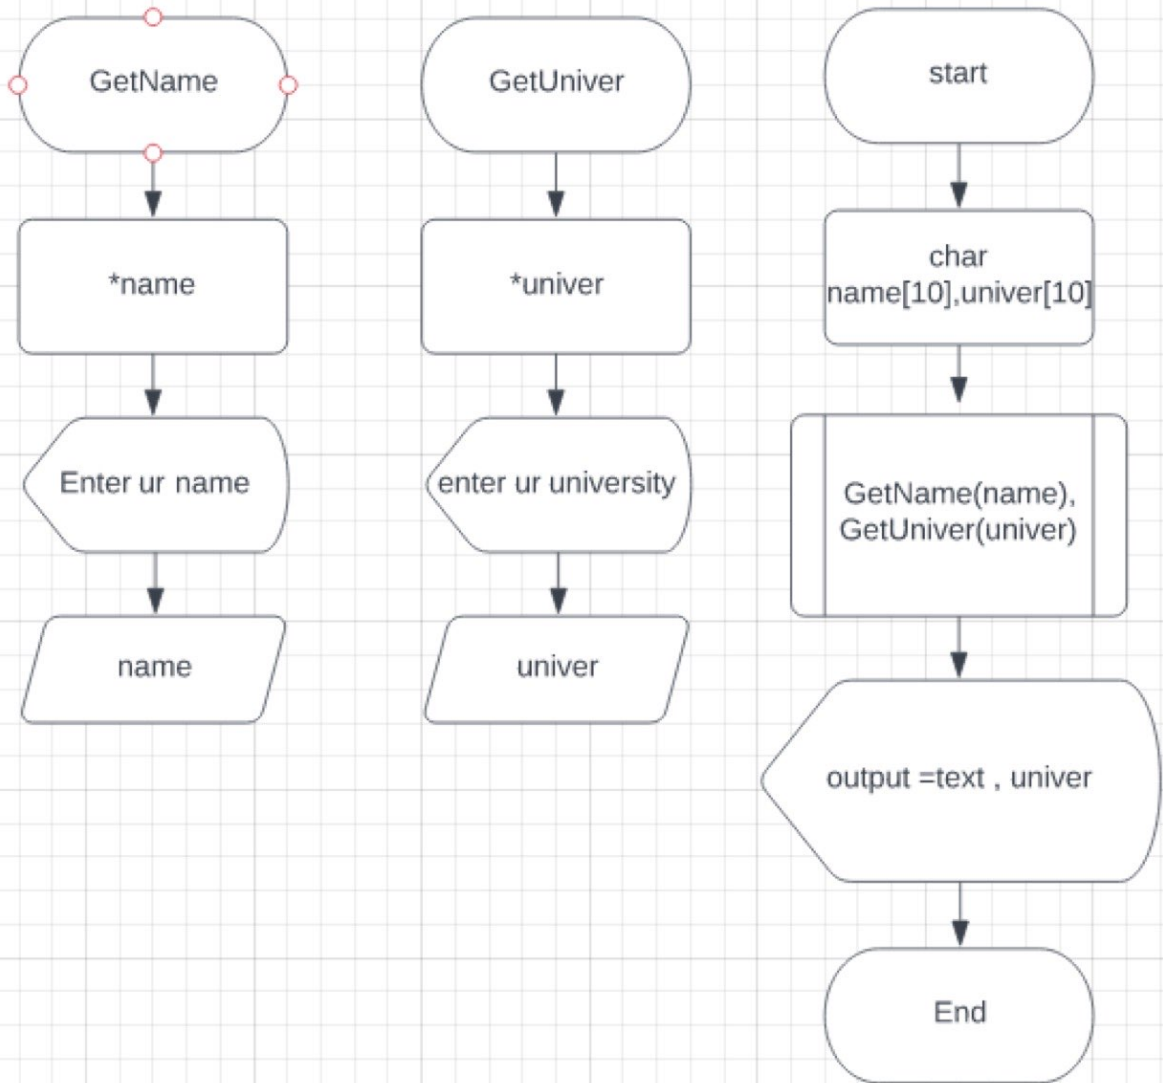 GetName
*name
Enter ur name
name
GetUniver
*univer
enter ur university
univer
start
char
name[10],univer[10]
GetName(name),
GetUniver(univer)
output =text , univer
End